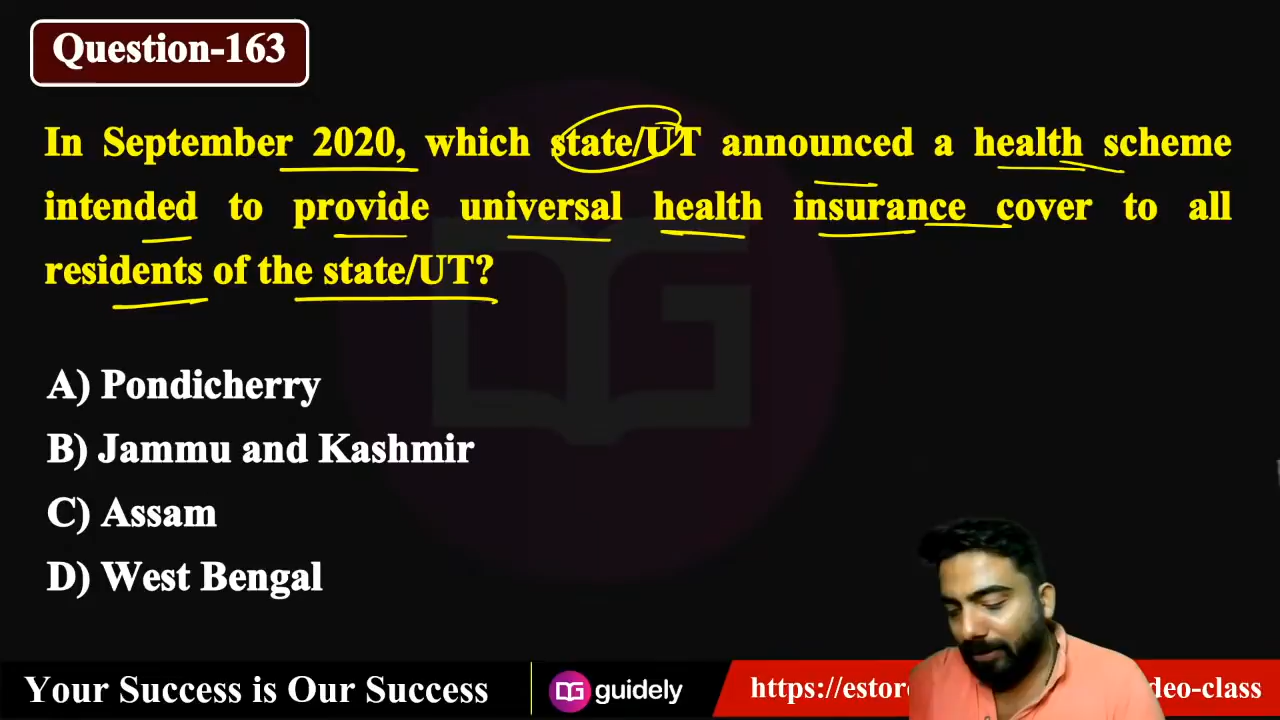 Question-163
In September 2020, which state/UT announced a health scheme
intended to provide universal health insurance cover to all
residents of the state/UT?
A) Pondicherry
B) Jammu and Kashmir
C) Assam
D) West Bengal
Your Success is Our Success guidely https://estor deo-class